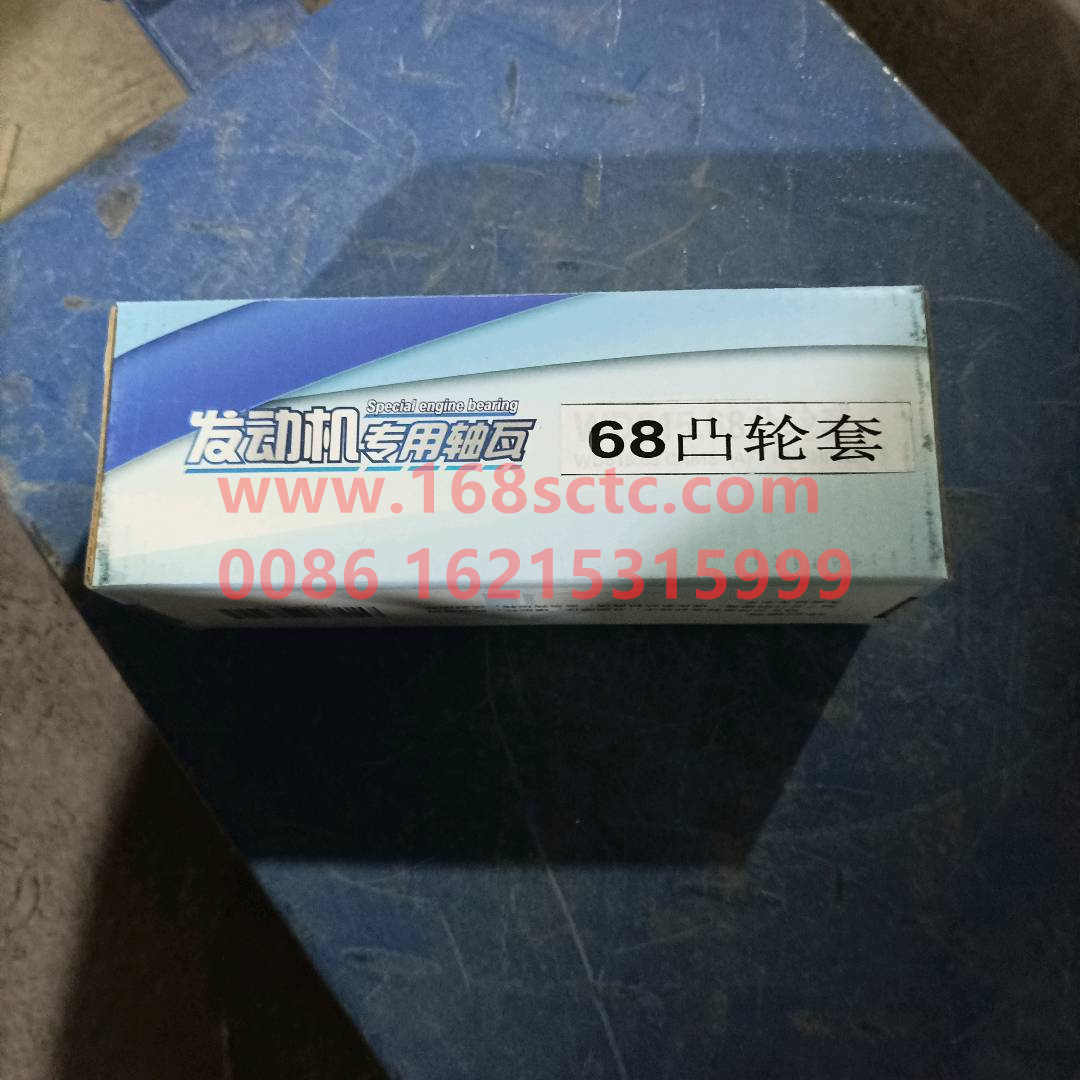 Special engine bearing
发动机专用轴瓦
68凸轮套
www.168sctc.com
0086 16215315999